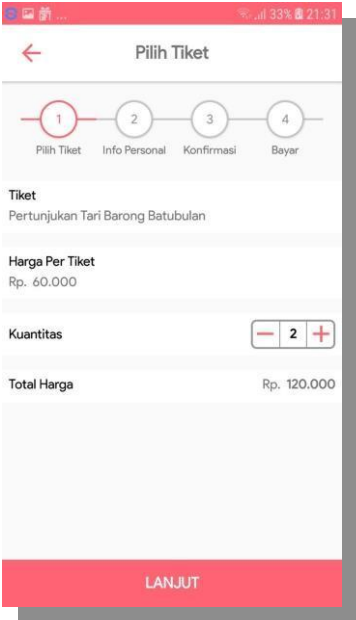 ... 33% 21:31
Pilih Tiket
1 2 3 4
Pilih Tiket Info Personal Konfirmasi Bayar
Tiket
Pertunjukan Tari Barong Batubulan
Harga Per Tiket
Rp. 60.000
Kuantitas − 2 +
Total Harga Rp. 120.000
LANJUT